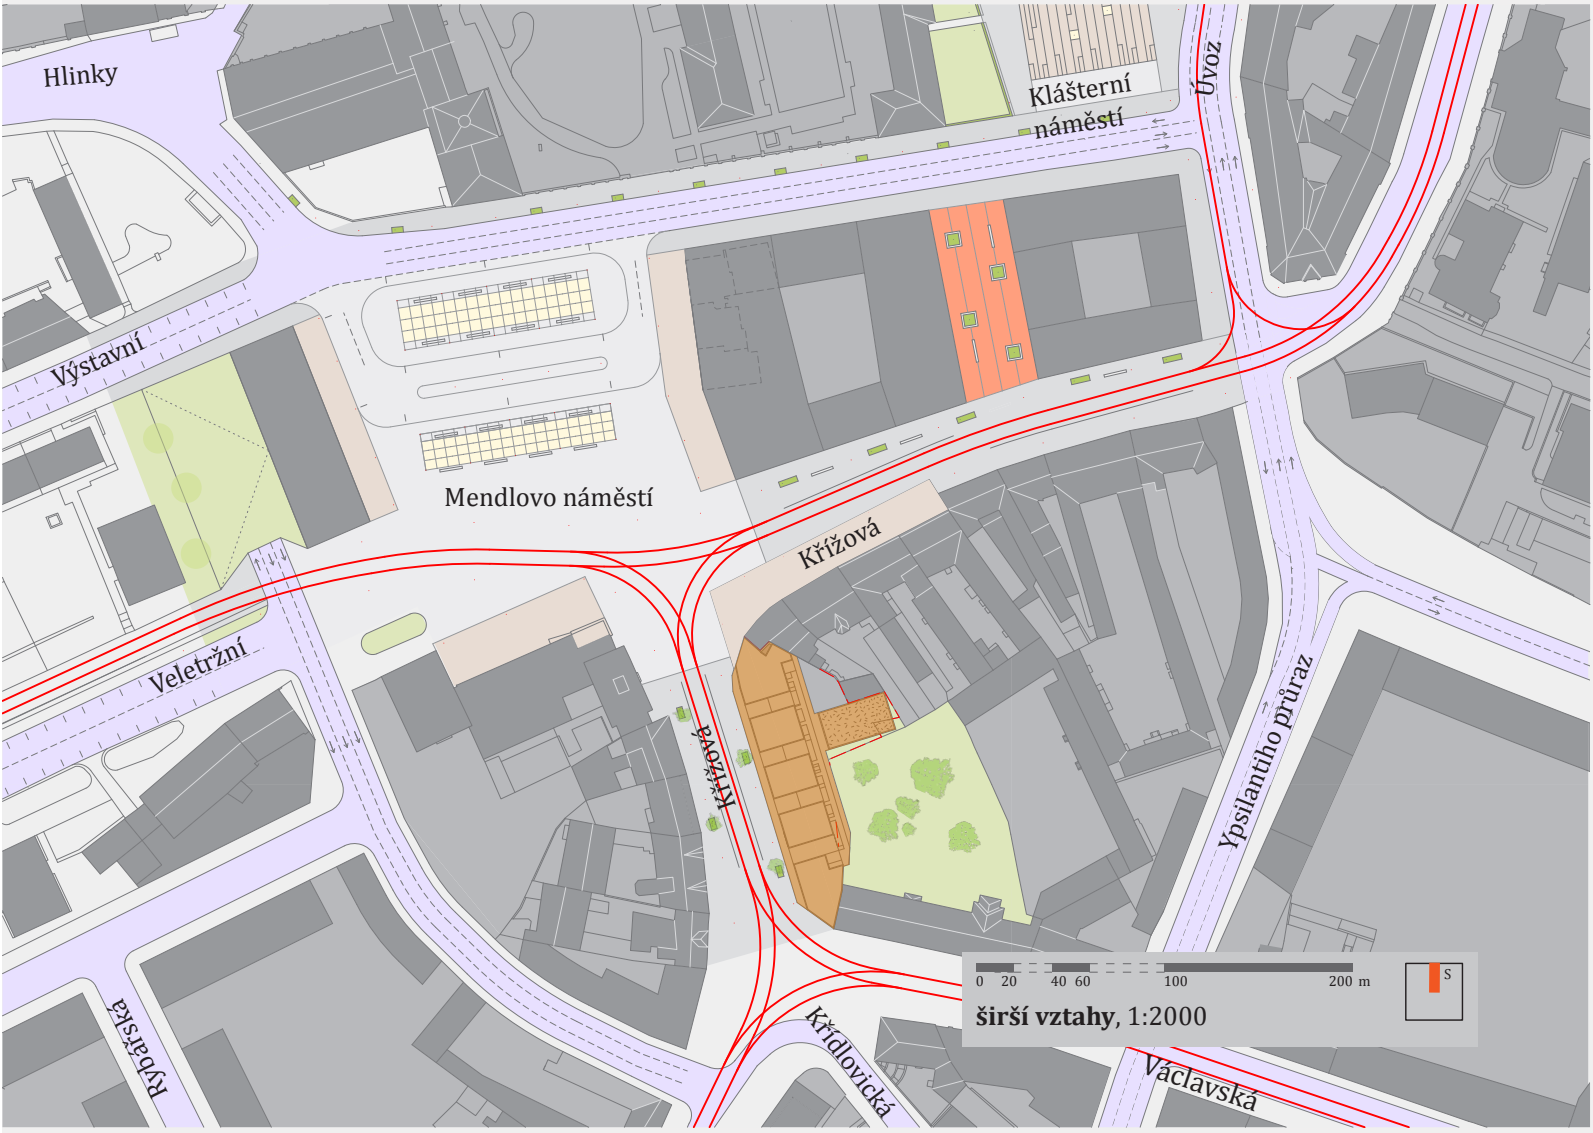 Hlinky
Úvoz
Klášterní
náměstí
Výstavní
Mendlovo náměstí
Křížová
Veletržní
Křížová
Ypsilantiho průraz
0 20 40 60 100 200 m
S
širší vztahy, 1:2000
Rybářská
Křídlovická
Václavská